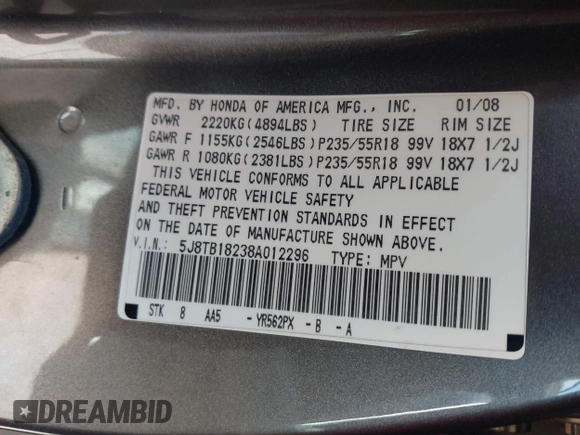 MFD. BY HONDA OF AMERICA MFG., INC. 01/08
GVWR 2220KG(4894LBS) TIRE SIZE RIM SIZE
GAWR F 1155KG(2546LBS)P235/55R18 99V 18X7 1/2J
GAWR R 1080KG(2381LBS)P235/55R18 99V 18X7 1/2J
THIS VEHICLE CONFORMS TO ALL APPLICABLE
FEDERAL MOTOR VEHICLE SAFETY
AND THEFT PREVENTION STANDARDS IN EFFECT
ON THE DATE OF MANUFACTURE SHOWN ABOVE.
V.I.N.: 5J8TB18238A012296 TYPE: MPV
STK 8 AA5 - YR562PX - B - A
DREAMBID